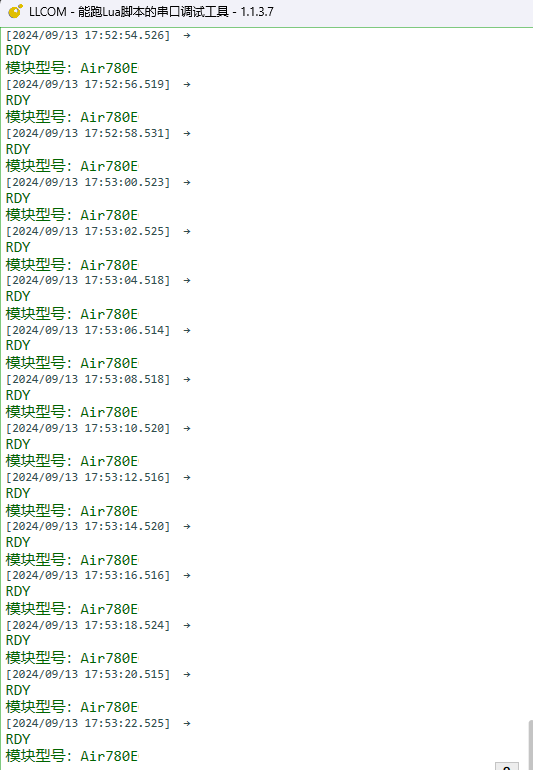 LLCOM - 能跑Lua脚本的串口调试工具 - 1.1.3.7
[2024/09/13 17:52:54.526] →
RDY
模块型号：Air780E
[2024/09/13 17:52:56.519] →
RDY
模块型号：Air780E
[2024/09/13 17:52:58.531] →
RDY
模块型号：Air780E
[2024/09/13 17:53:00.523] →
RDY
模块型号：Air780E
[2024/09/13 17:53:02.525] →
RDY
模块型号：Air780E
[2024/09/13 17:53:04.518] →
RDY
模块型号：Air780E
[2024/09/13 17:53:06.514] →
RDY
模块型号：Air780E
[2024/09/13 17:53:08.518] →
RDY
模块型号：Air780E
[2024/09/13 17:53:10.520] →
RDY
模块型号：Air780E
[2024/09/13 17:53:12.516] →
RDY
模块型号：Air780E
[2024/09/13 17:53:14.520] →
RDY
模块型号：Air780E
[2024/09/13 17:53:16.516] →
RDY
模块型号：Air780E
[2024/09/13 17:53:18.524] →
RDY
模块型号：Air780E
[2024/09/13 17:53:20.515] →
RDY
模块型号：Air780E
[2024/09/13 17:53:22.525] →
RDY
模块型号：Air780E